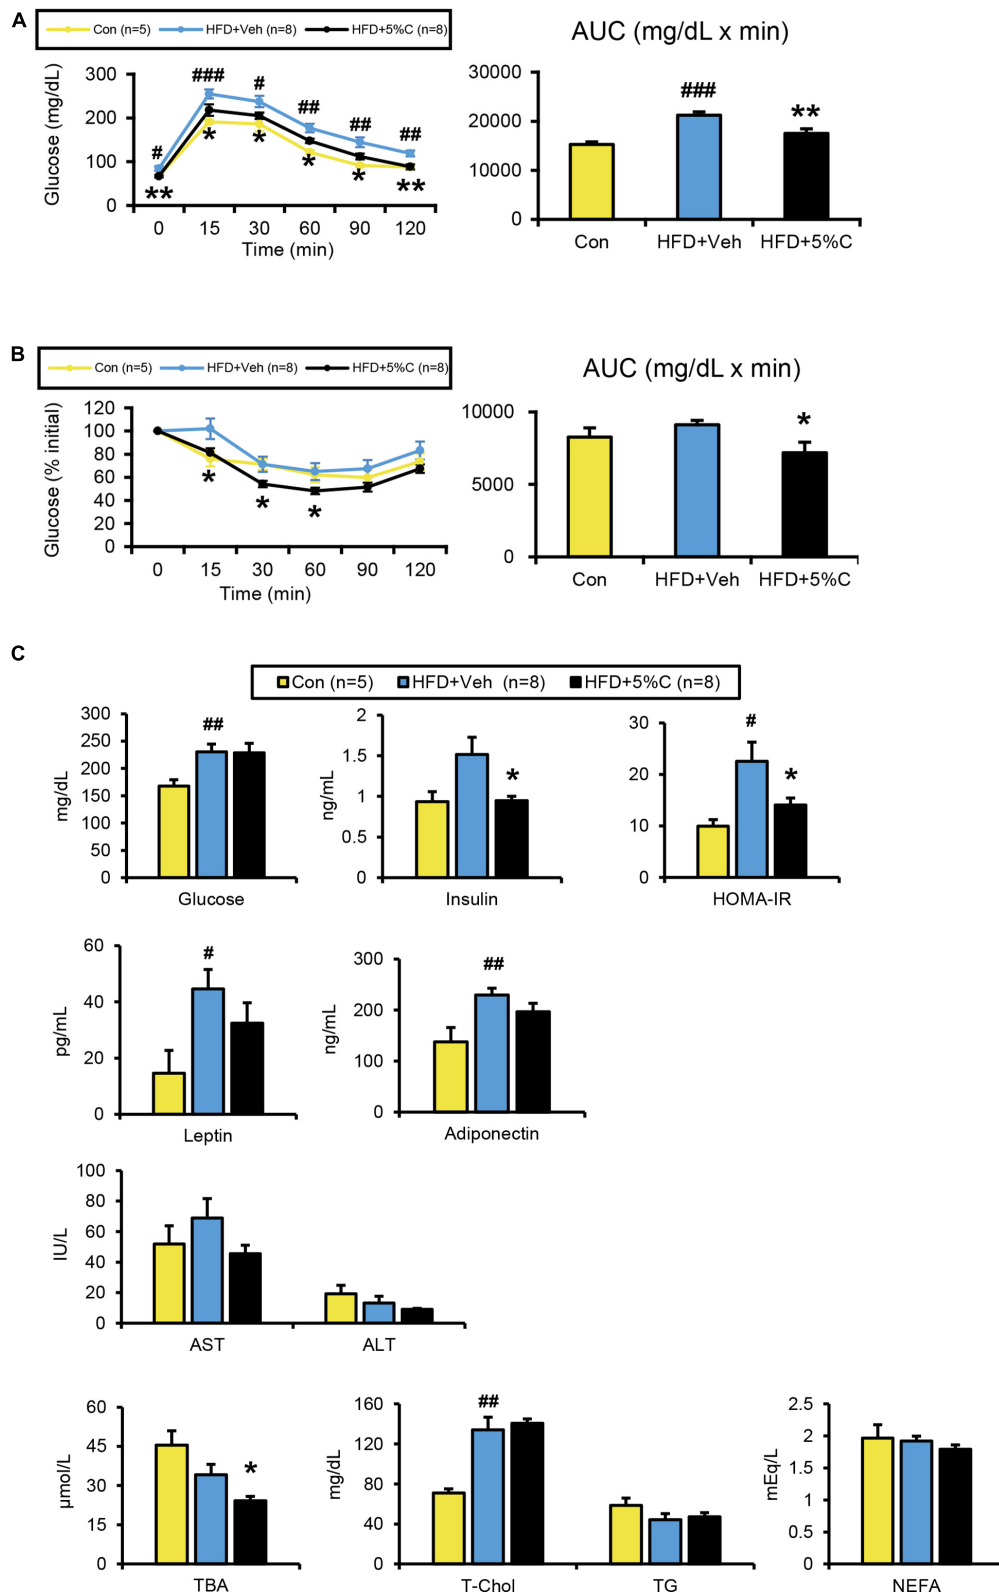 A
Con (n=5) HFD+Veh (n=8) HFD+5%C (n=8)
AUC (mg/dL x min)
Glucose (mg/dL)
300
200
100
0
# ### # ## ## ##
** * * * * **
0 15 30 60 90 120
Time (min)
30000
20000
10000
0
### **
Con HFD+Veh HFD+5%C
B
Con (n=5) HFD+Veh (n=8) HFD+5%C (n=8)
AUC (mg/dL x min)
Glucose (% initial)
120
100
80
60
40
20
0
* * *
0 15 30 60 90 120
Time (min)
10000
5000
0
*
Con HFD+Veh HFD+5%C
C
Con (n=5) HFD+Veh (n=8) HFD+5%C (n=8)
mg/dL
300
250
200
150
100
50
0
##
Glucose
ng/mL
2
1.5
1
0.5
0
*
Insulin
30
20
10
0
# *
HOMA-IR
pg/mL
60
40
20
0
#
Leptin
ng/mL
300
200
100
0
##
Adiponectin
IU/L
100
80
60
40
20
0
AST ALT
µmol/L
60
45
30
15
0
*
TBA
mg/dL
160
120
80
40
0
##
T-Chol TG
mEq/L
2.5
2
1.5
1
0.5
0
NEFA